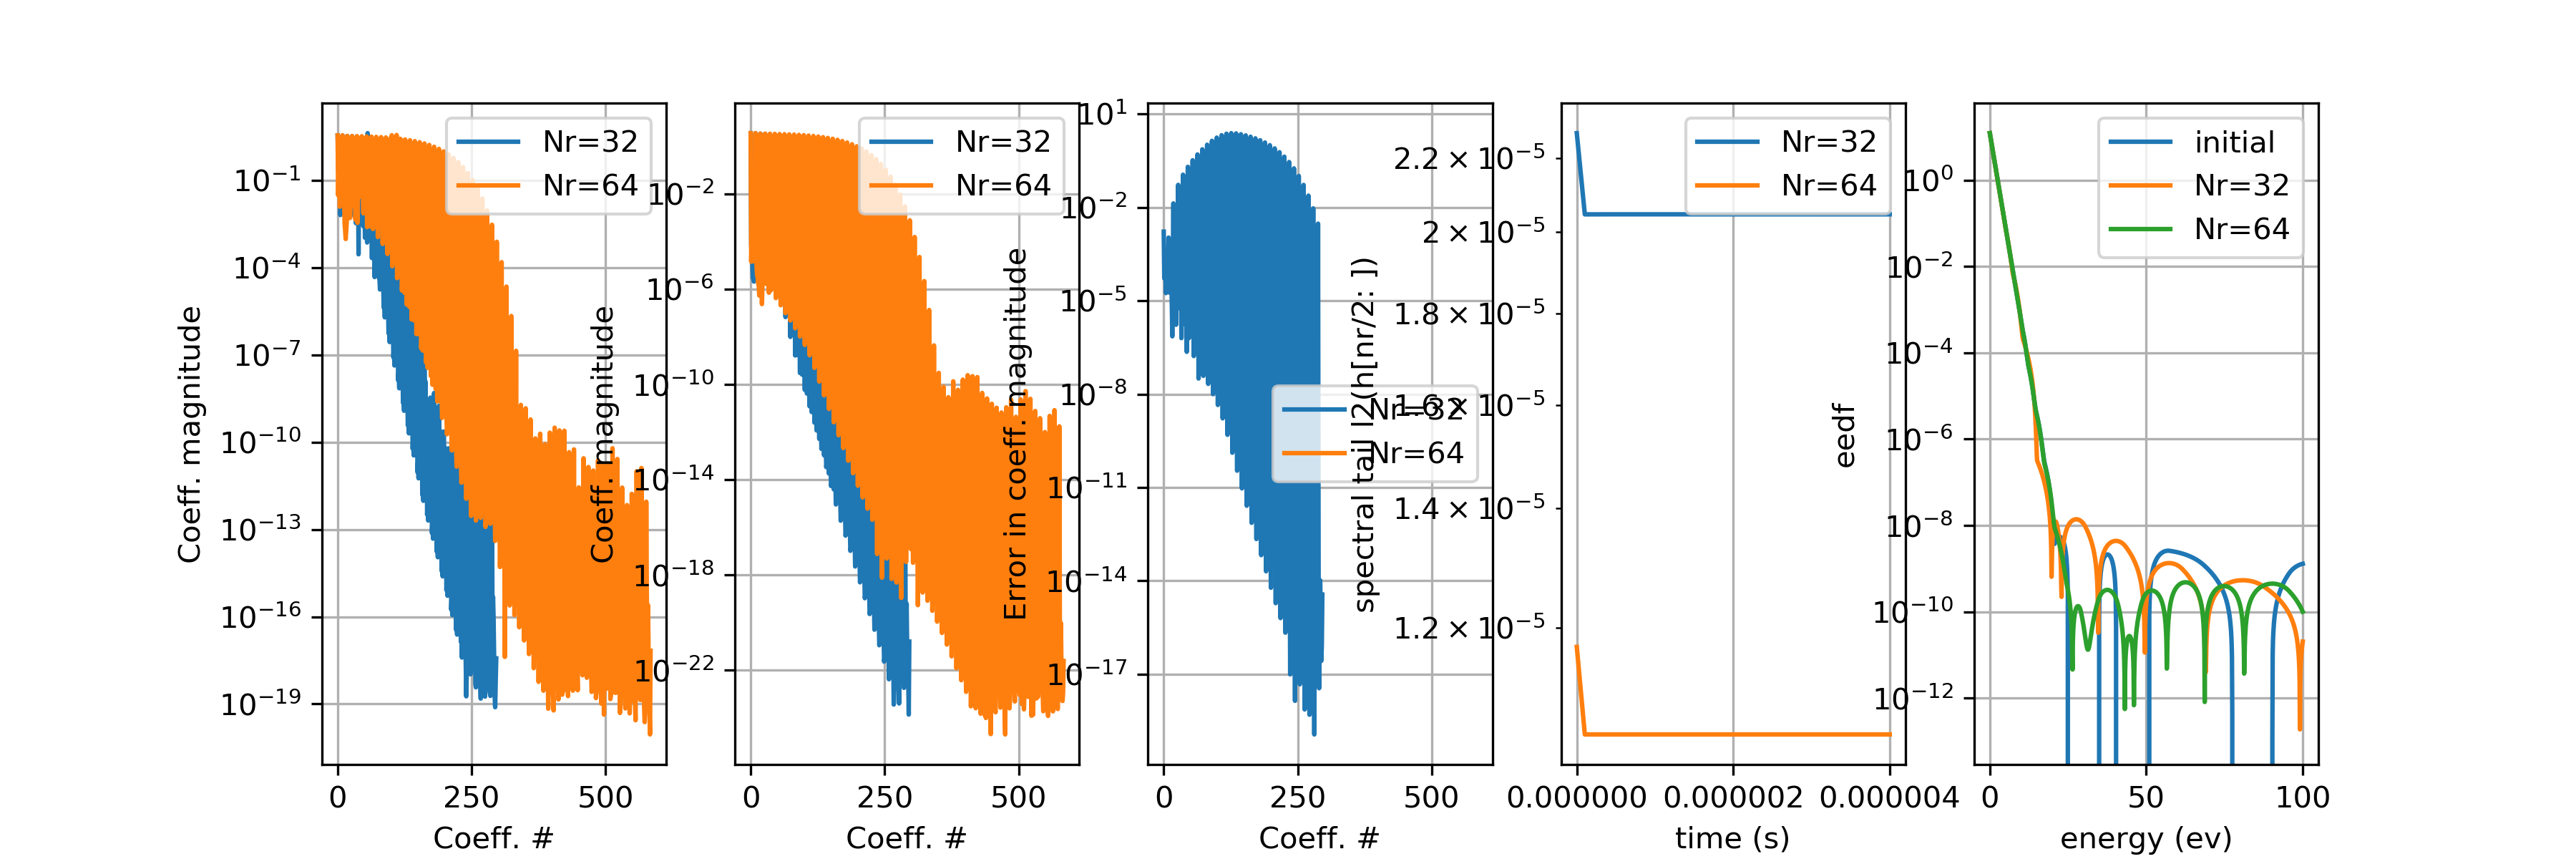 Coeff. magnitude
10⁻¹
10⁻⁴
10⁻⁷
10⁻¹⁰
10⁻¹³
10⁻¹⁶
10⁻¹⁹
Nr=32
Nr=64
0
250
500
Coeff. #
Coeff. magnitude
10⁻²
10⁻⁶
10⁻¹⁰
10⁻¹⁴
10⁻¹⁸
10⁻²²
Nr=32
Nr=64
0
250
500
Coeff. #
Error in coeff. magnitude
10¹
10⁻²
10⁻⁵
10⁻⁸
10⁻¹¹
10⁻¹⁴
10⁻¹⁷
Nr=32
Nr=64
0
250
500
Coeff. #
spectral tail l2(h[nr/2: ])
2.2 × 10⁻⁵
2 × 10⁻⁵
1.8 × 10⁻⁵
1.6 × 10⁻⁵
1.4 × 10⁻⁵
1.2 × 10⁻⁵
Nr=32
Nr=64
0.000000
0.000002
0.000004
time (s)
eedf
10⁰
10⁻²
10⁻⁴
10⁻⁶
10⁻⁸
10⁻¹⁰
10⁻¹²
initial
Nr=32
Nr=64
0
50
100
energy (ev)